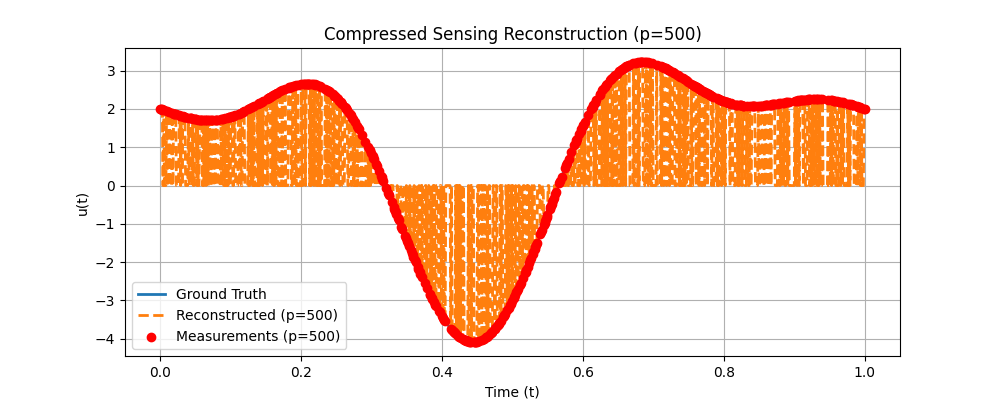 Compressed Sensing Reconstruction (p=500)
u(t)
3
2
1
0
−1
−2
−3
−4
Ground Truth
Reconstructed (p=500)
Measurements (p=500)
0.0 0.2 0.4 0.6 0.8 1.0
Time (t)